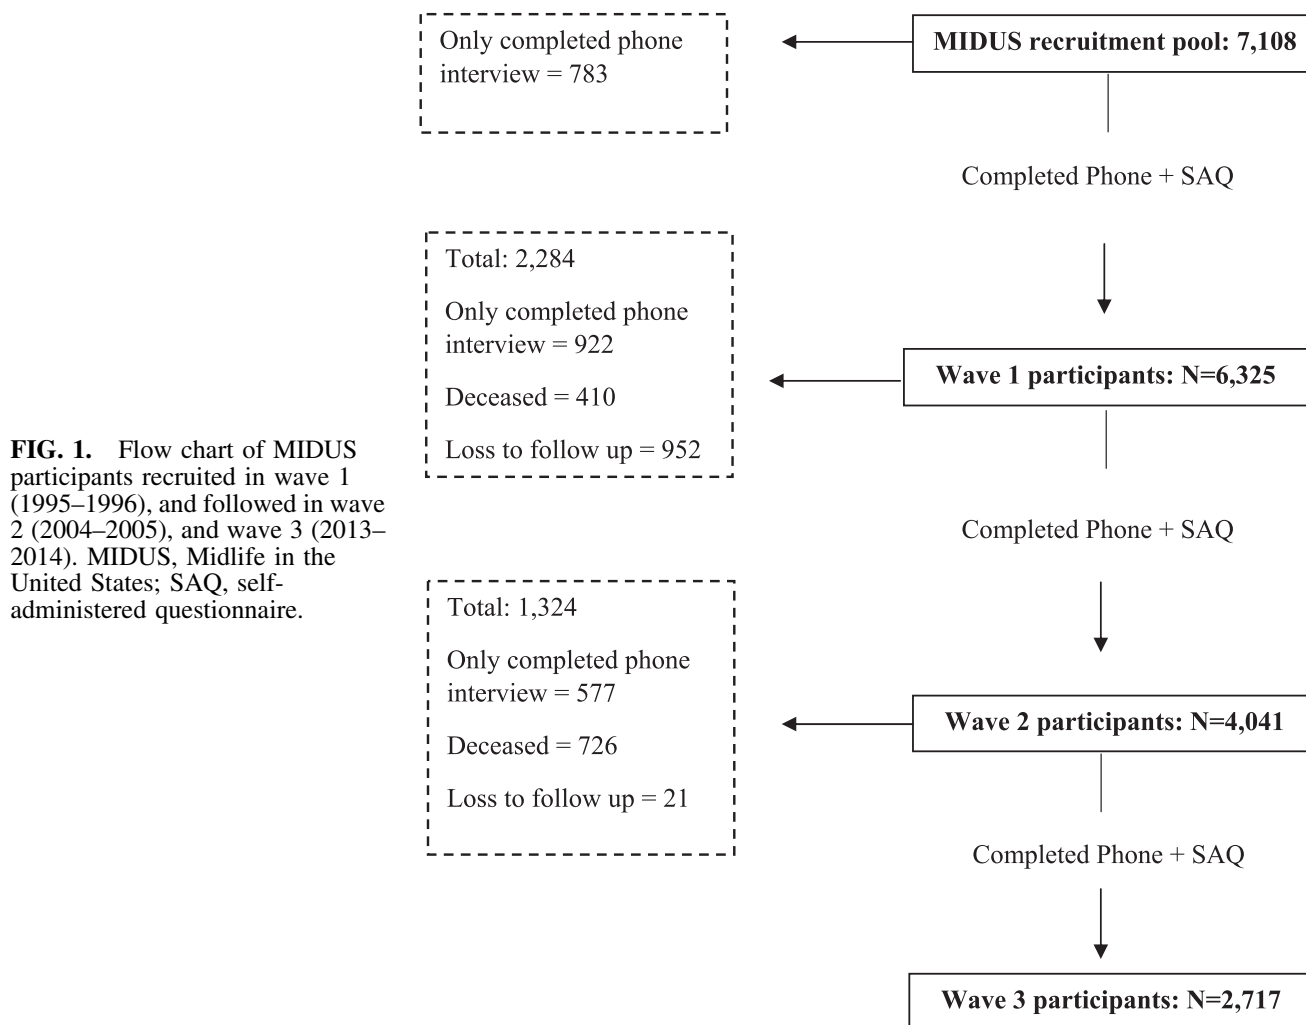 Only completed phone
interview = 783
MIDUS recruitment pool: 7,108
Completed Phone + SAQ
Total: 2,284
Only completed phone
interview = 922
Deceased = 410
Loss to follow up = 952
Wave 1 participants: N=6,325
FIG. 1. Flow chart of MIDUS
participants recruited in wave 1
(1995–1996), and followed in wave
2 (2004–2005), and wave 3 (2013–
2014). MIDUS, Midlife in the
United States; SAQ, self-
administered questionnaire.
Completed Phone + SAQ
Total: 1,324
Only completed phone
interview = 577
Deceased = 726
Loss to follow up = 21
Wave 2 participants: N=4,041
Completed Phone + SAQ
Wave 3 participants: N=2,717